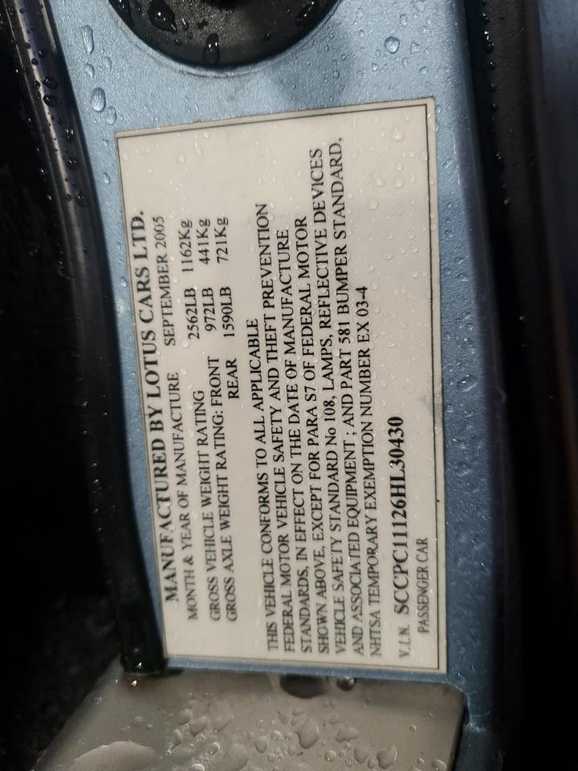 MANUFACTURED BY LOTUS CARS LTD.
MONTH & YEAR OF MANUFACTURE SEPTEMBER 2005
GROSS VEHICLE WEIGHT RATING 2562LB 1162Kg
GROSS AXLE WEIGHT RATING: FRONT 972LB 441Kg
REAR 1590LB 721Kg
THIS VEHICLE CONFORMS TO ALL APPLICABLE
FEDERAL MOTOR VEHICLE SAFETY AND THEFT PREVENTION
STANDARDS, IN EFFECT ON THE DATE OF MANUFACTURE
SHOWN ABOVE, EXCEPT FOR PARA S7 OF FEDERAL MOTOR
VEHICLE SAFETY STANDARD No 108, LAMPS, REFLECTIVE DEVICES
AND ASSOCIATED EQUIPMENT ; AND PART 581 BUMPER STANDARD.
NHTSA TEMPORARY EXEMPTION NUMBER EX 03-4
V.I.N. SCCPC11126HL30430
PASSENGER CAR